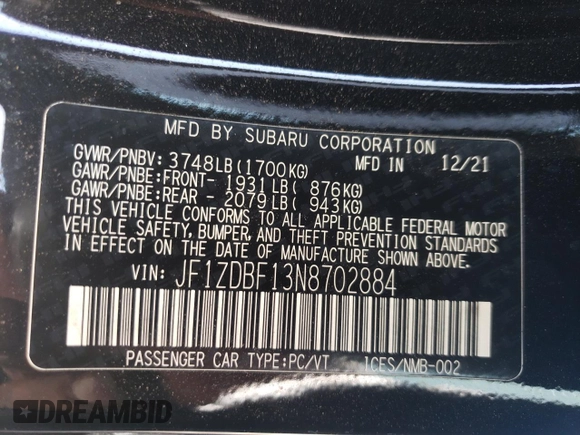 MFD BY SUBARU CORPORATION
GVWR/PNBV: 3748LB(1700KG) MFD IN 12/21
GAWR/PNBE:FRONT- 1931LB( 876KG)
GAWR/PNBE:REAR - 2079LB( 943KG)
THIS VEHICLE CONFORMS TO ALL APPLICABLE FEDERAL MOTOR
VEHICLE SAFETY, BUMPER, AND THEFT PREVENTION STANDARDS
IN EFFECT ON THE DATE OF MANUFACTURE SHOWN ABOVE.
VIN: JF1ZDBF13N8702884
PASSENGER CAR TYPE:PC/VT 1CES/NMB-002
DREAMBID